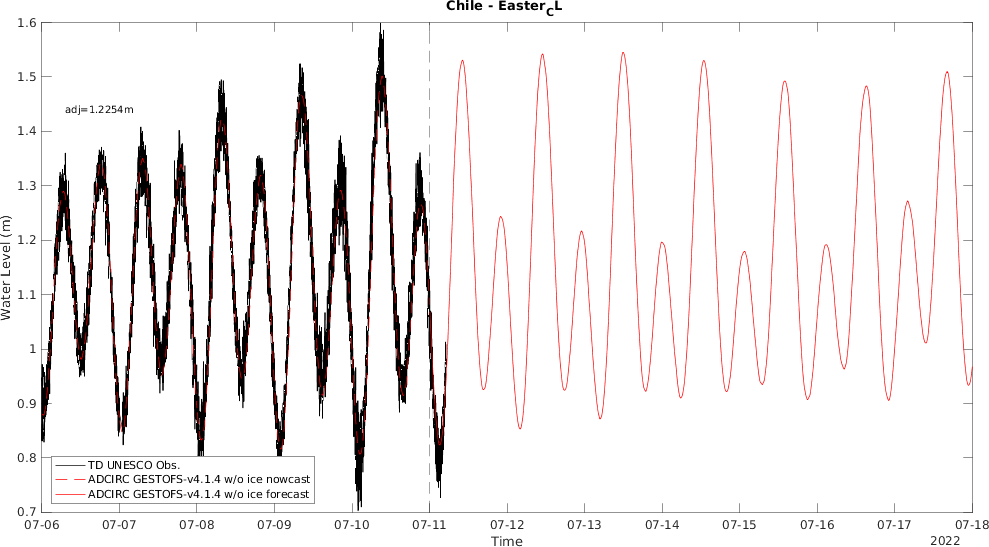 Chile - Easter_CL
1.6
1.5
1.4
1.3
1.2
1.1
1
0.9
0.8
0.7
Water Level (m)
adj=1.2254m
TD UNESCO Obs.
ADCIRC GESTOFS-v4.1.4 w/o ice nowcast
ADCIRC GESTOFS-v4.1.4 w/o ice forecast
07-06 07-07 07-08 07-09 07-10 07-11 07-12 07-13 07-14 07-15 07-16 07-17 07-18
Time
2022